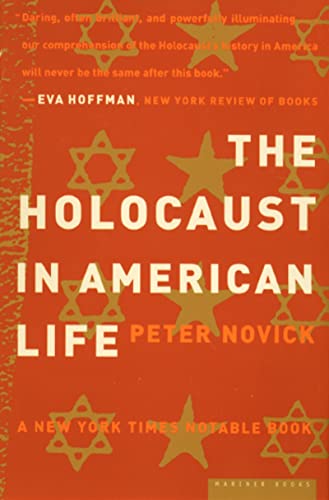 "Daring, often brilliant, and powerfully illuminating
our comprehension of the Holocaust's history in America
will never be the same after this book."
— EVA HOFFMAN, NEW YORK REVIEW OF BOOKS
THE
HOLOCAUST
IN AMERICAN
LIFE PETER NOVICK
A NEW YORK TIMES NOTABLE BOOK
MARINER BOOKS